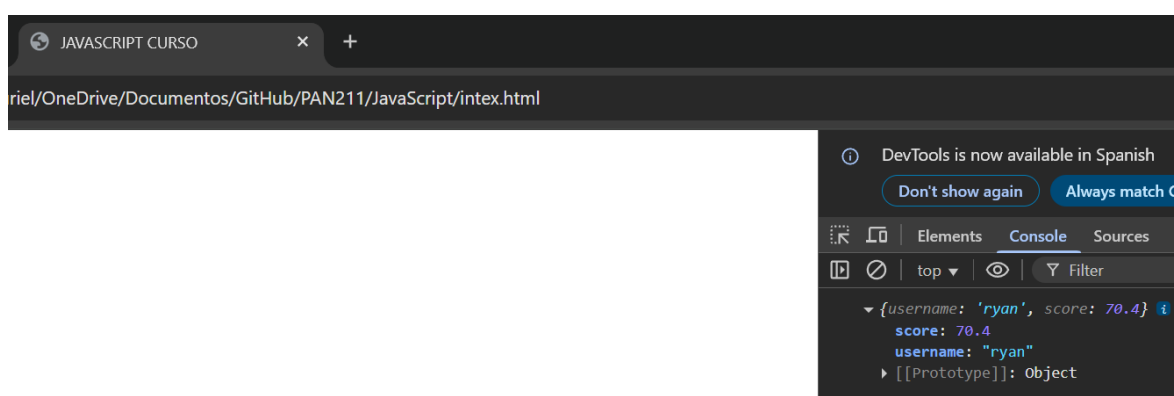 JAVASCRIPT CURSO
riel/OneDrive/Documentos/GitHub/PAN211/JavaScript/intex.html
DevTools is now available in Spanish
Don't show again Always match
Elements Console Sources
top Filter
{username: 'ryan', score: 70.4}
score: 70.4
username: "ryan"
[[Prototype]]: Object